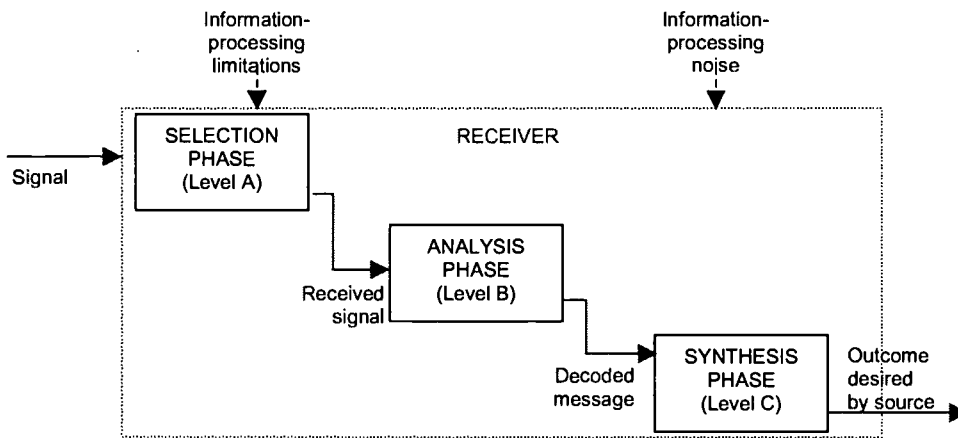 Information-
processing
limitations
Information-
processing
noise
SELECTION
PHASE
(Level A)
RECEIVER
Signal
ANALYSIS
PHASE
(Level B)
Received
signal
SYNTHESIS
PHASE
(Level C)
Decoded
message
Outcome
desired
by source